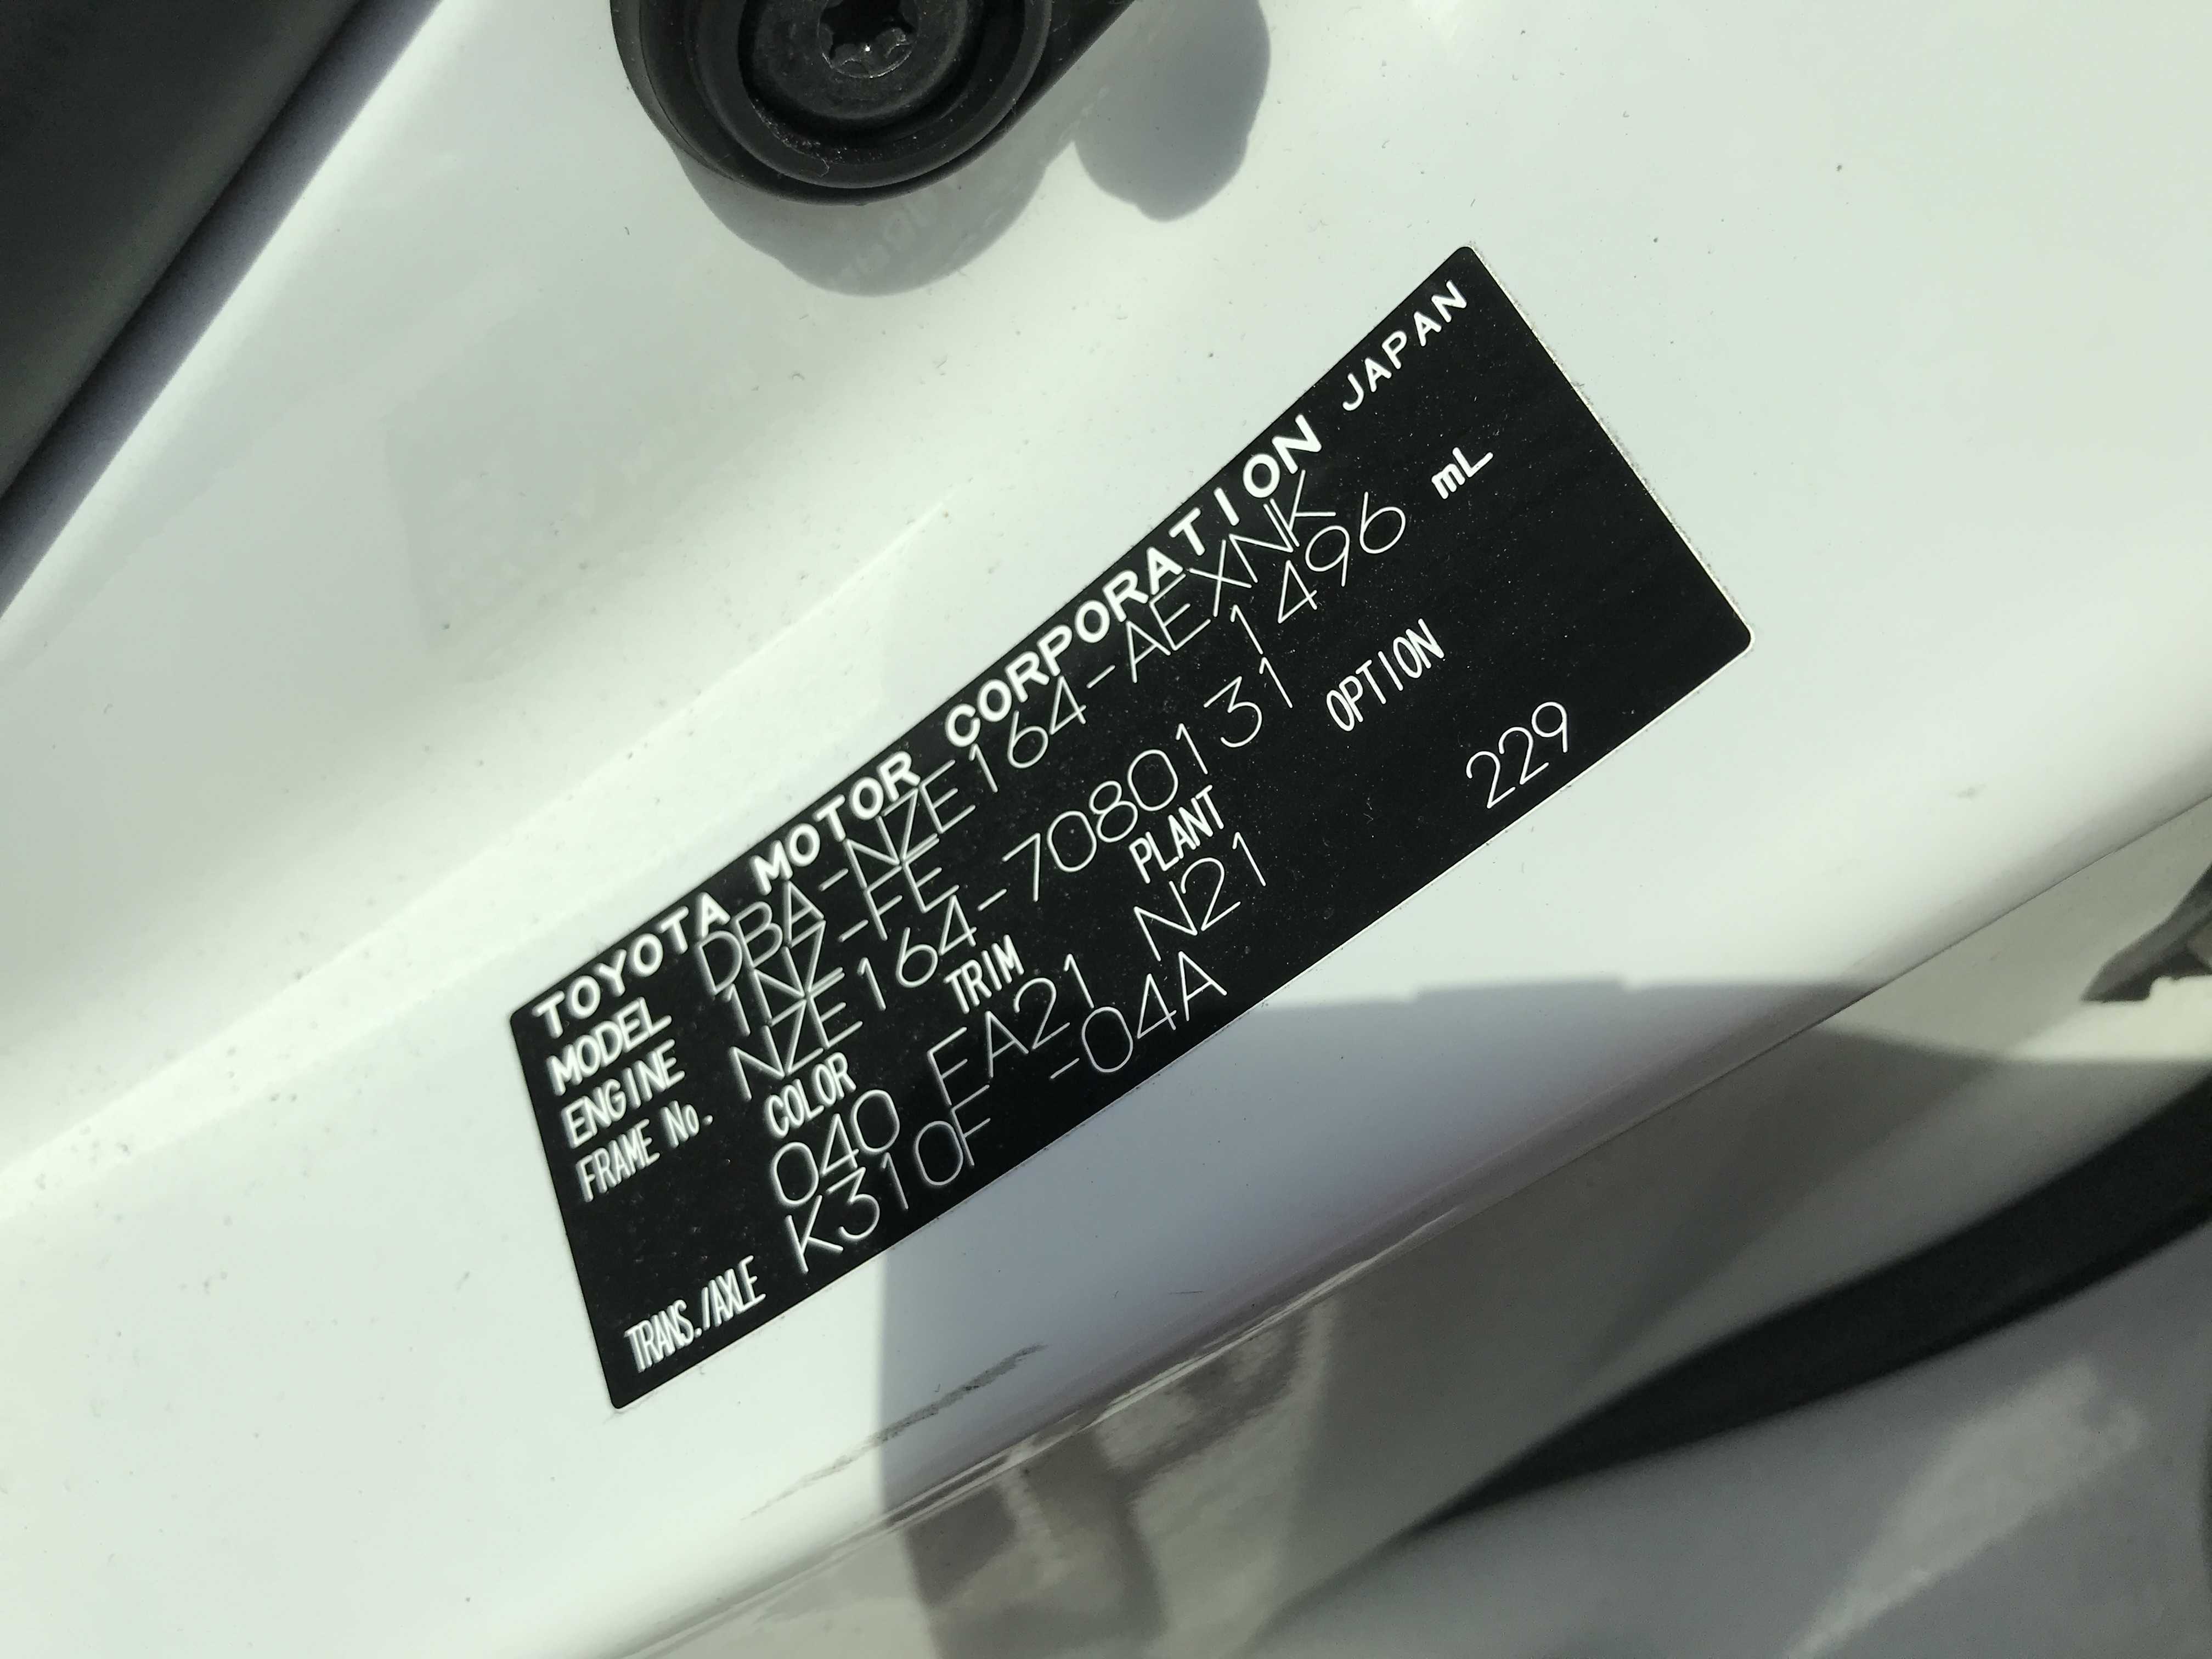 TOYOTA MOTOR CORPORATION JAPAN
MODEL DBA-NZE164-AEXNK
ENGINE 1NZ-FE 1496 mL
FRAME No. NZE164-7080131
COLOR TRIM PLANT OPTION
040 EA21 N21 229
TRANS./AXLE K310F -04A